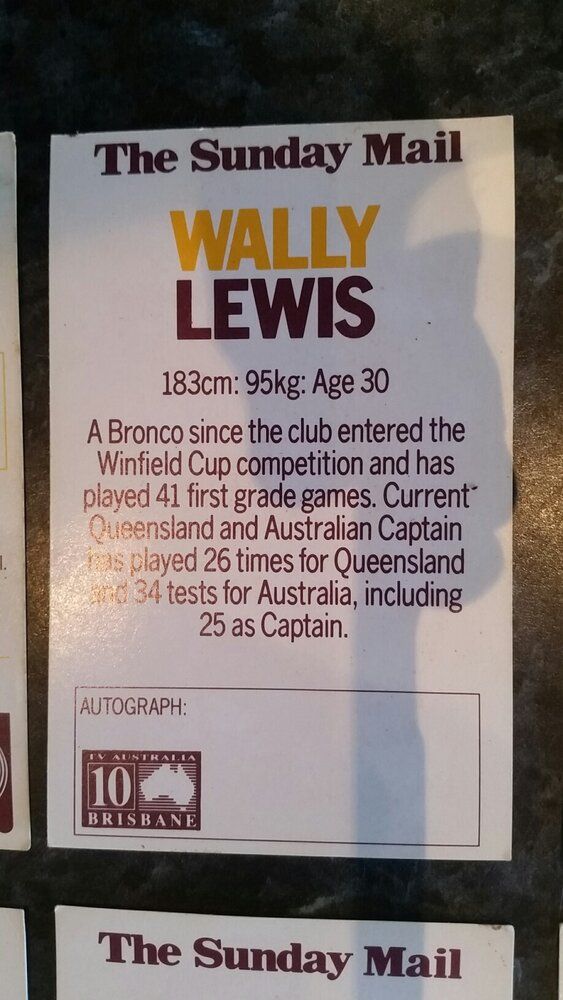 The Sunday Mail
WALLY
LEWIS
183cm: 95kg: Age 30
A Bronco since the club entered the
Winfield Cup competition and has
played 41 first grade games. Current
Queensland and Australian Captain
has played 26 times for Queensland
and 34 tests for Australia, including
25 as Captain.
AUTOGRAPH:
TV AUSTRALIA
10
BRISBANE
The Sunday Mail